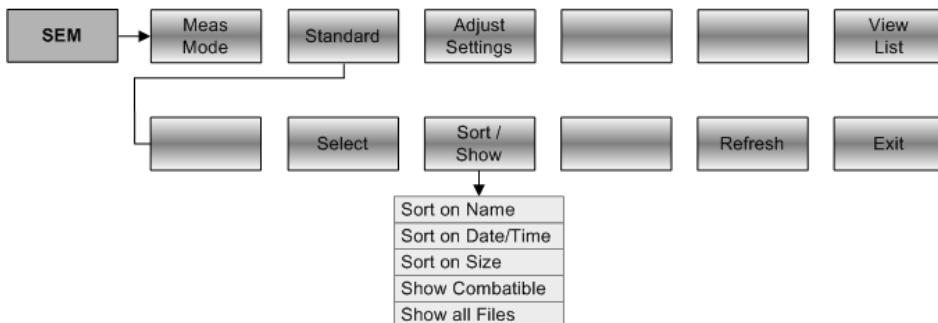 SEM
Meas
Mode
Standard
Adjust
Settings
View
List
Select
Sort /
Show
Refresh
Exit
Sort on Name
Sort on Date/Time
Sort on Size
Show Combatible
Show all Files